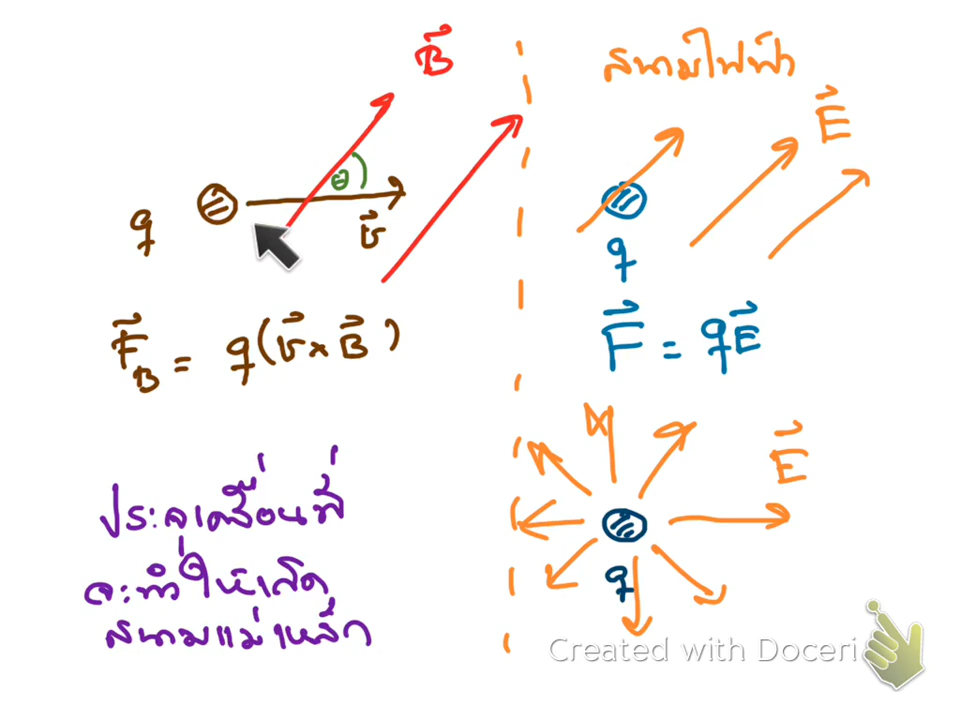 B⃗
θ
q
v⃗
F⃗_B = q(v⃗ × B⃗)
ประจุเคลื่อนที่
จะทำให้เกิด
สนามแม่เหล็ก
สนามไฟฟ้า
E⃗
q
F⃗ = qE⃗
E⃗
q
Created with Doceri